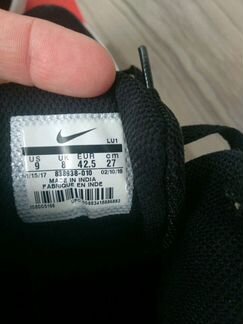 LU1
US UK EUR cm
9 8 42.5 27
11/15/17 838938-010 02/10/18
MADE IN INDIA
FABRIQUE EN INDE